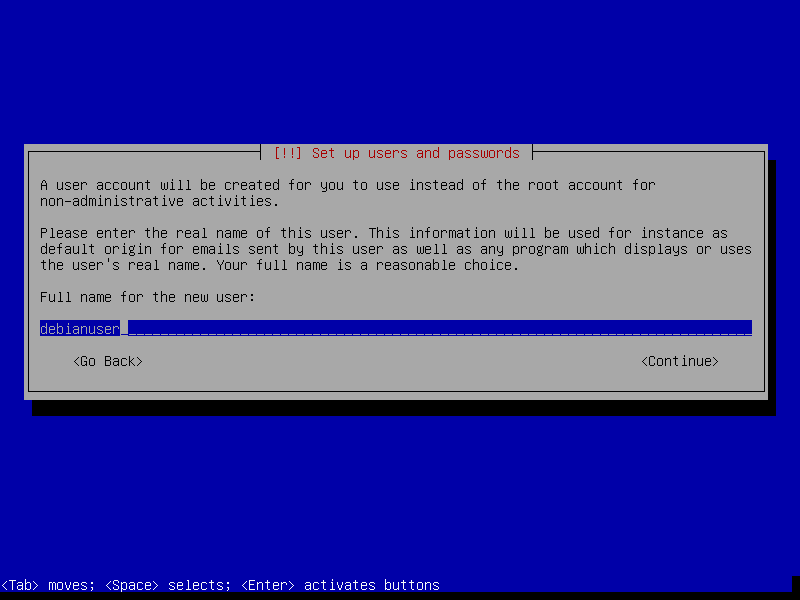 [!!] Set up users and passwords
A user account will be created for you to use instead of the root account for
non-administrative activities.
Please enter the real name of this user. This information will be used for instance as
default origin for emails sent by this user as well as any program which displays or uses
the user's real name. Your full name is a reasonable choice.
Full name for the new user:
debianuser
<Go Back> <Continue>
<Tab> moves; <Space> selects; <Enter> activates buttons